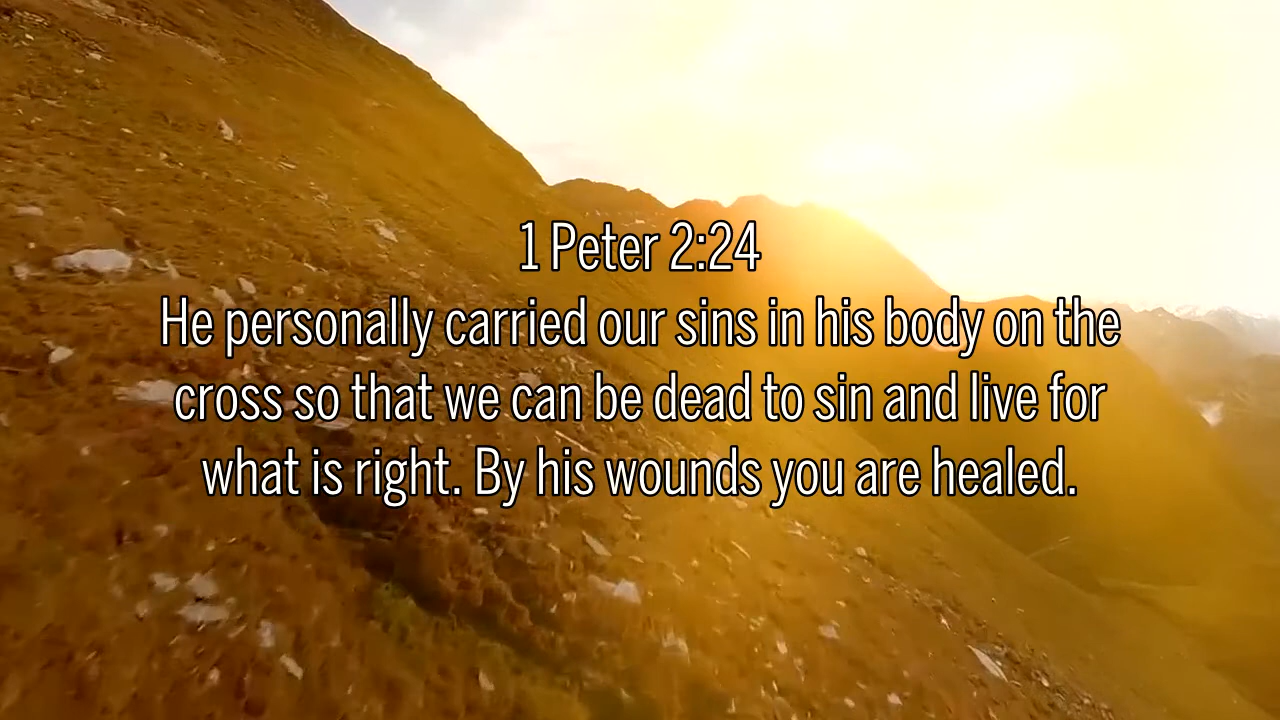 1 Peter 2:24
He personally carried our sins in his body on the
cross so that we can be dead to sin and live for
what is right. By his wounds you are healed.